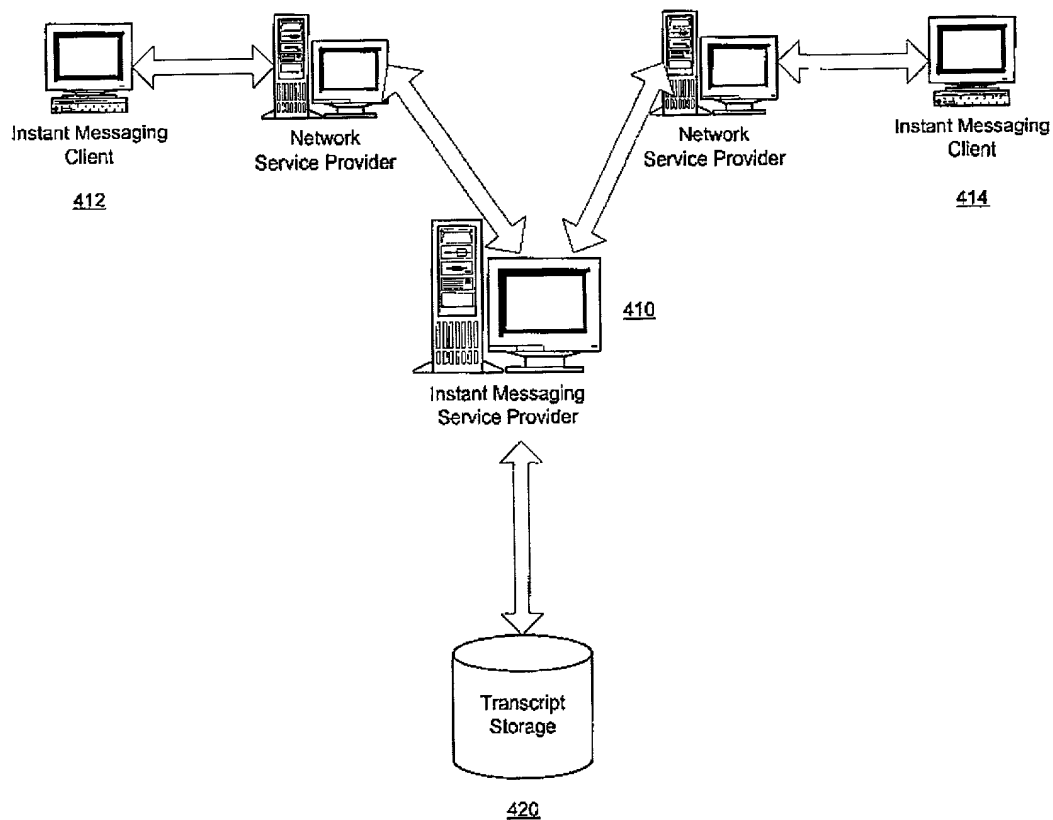 Instant Messaging
Client
412
Network
Service Provider
Network
Service Provider
Instant Messaging
Client
414
410
Instant Messaging
Service Provider
Transcript
Storage
420